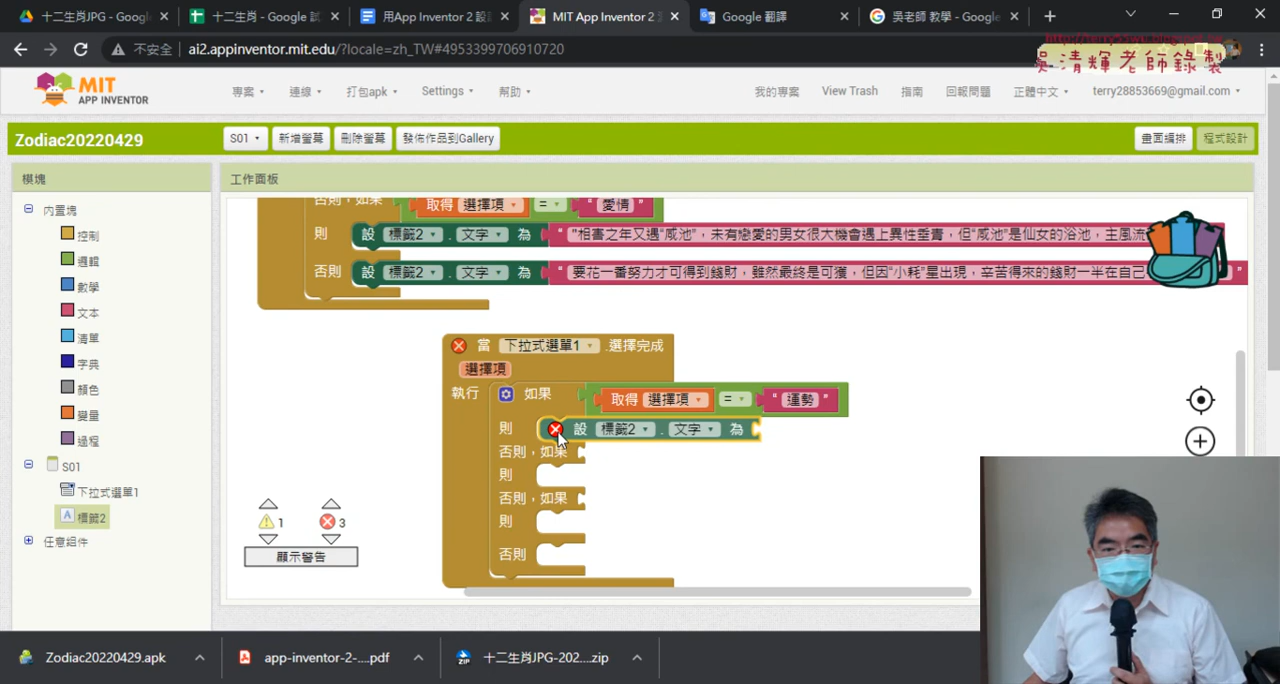 十二生肖JPG - Googl
十二生肖 - Google 試
用App Inventor 2 設
MIT App Inventor 2
Google 翻譯
吳老師 教學 - Google
不安全 ai2.appinventor.mit.edu/?locale=zh_TW#4953399706910720
吳清輝老師錄製
MIT
APP INVENTOR
專案 連線 打包apk Settings 幫助 我的專案 View Trash 指南 回報問題 正體中文 terry28853669@gmail.com
Zodiac20220429 S01 新增螢幕 刪除螢幕 發佈作品到Gallery 畫面編排 程式設計
模塊
工作面板
內置塊
控制
邏輯
數學
文本
清單
字典
顏色
變量
過程
S01
下拉式選單1
標籤2
任意組件
否則,如果 取得 選擇項 = " 愛情 "
則 設 標籤2 . 文字 為 " "相書之年又遇“咸池”,未有戀愛的男女很大機會遇上異性垂青,但“咸池”是仙女的浴池,主風流
否則 設 標籤2 . 文字 為 " 要花一番努力才可得到錢財,雖然最終是可獲,但因“小耗”星出現,辛苦得來的錢財一半在自己
當 下拉式選單1 .選擇完成
選擇項
執行 如果 取得 選擇項 = " 運勢 "
則 設 標籤2 . 文字 為
否則,如果
則
否則,如果
則
否則
1 3
顯示警告
Zodiac20220429.apk
app-inventor-2-....pdf
十二生肖JPG-202....zip